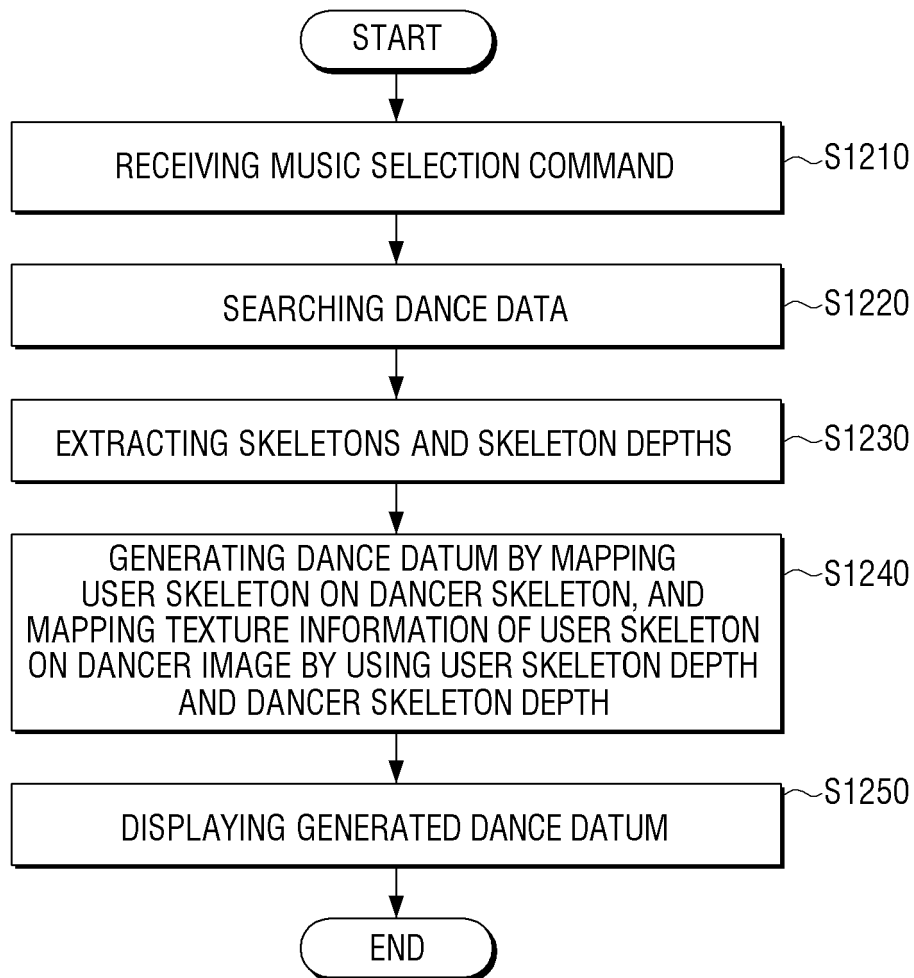 START
RECEIVING MUSIC SELECTION COMMAND
S1210
SEARCHING DANCE DATA
S1220
EXTRACTING SKELETONS AND SKELETON DEPTHS
S1230
GENERATING DANCE DATUM BY MAPPING
USER SKELETON ON DANCER SKELETON, AND
MAPPING TEXTURE INFORMATION OF USER SKELETON
ON DANCER IMAGE BY USING USER SKELETON DEPTH
AND DANCER SKELETON DEPTH
S1240
DISPLAYING GENERATED DANCE DATUM
S1250
END